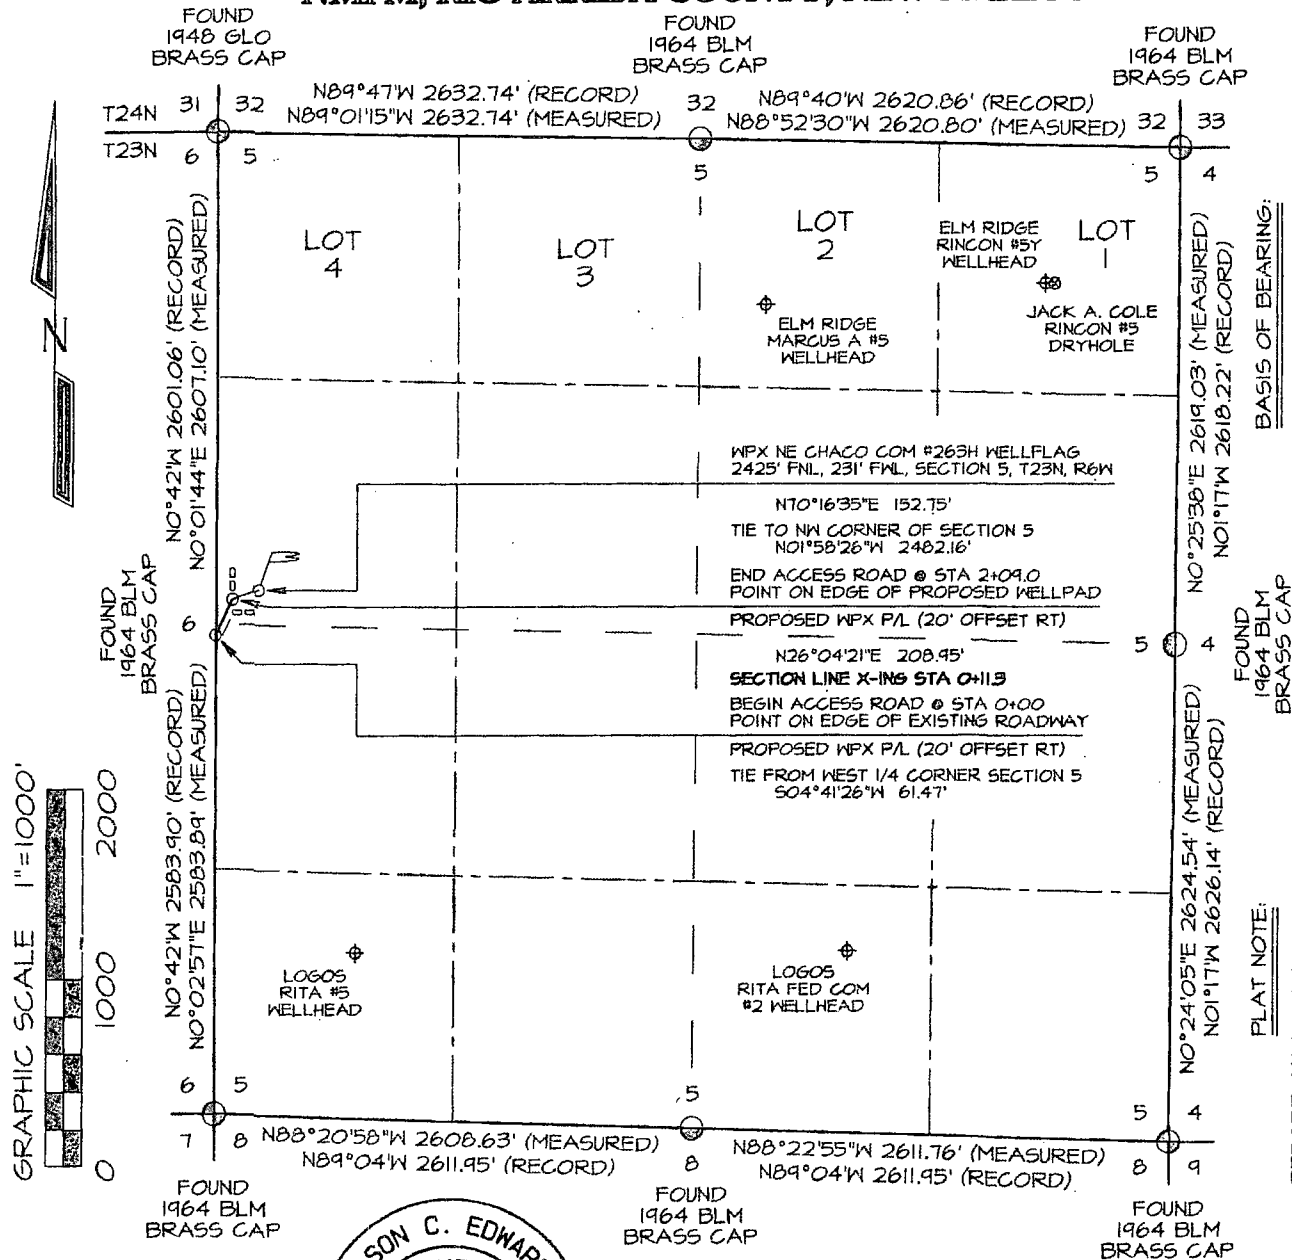 FOUND
1948 GLO
BRASS CAP
FOUND
1964 BLM
BRASS CAP
FOUND
1964 BLM
BRASS CAP
T24N 31 32
N89°47'W 2632.74' (RECORD)
N89°01'15"W 2632.74' (MEASURED)
32
N89°40'W 2620.86' (RECORD)
N88°52'30"W 2620.80' (MEASURED)
32 33
T23N 6 5
5
5 4
N
LOT
4
LOT
3
LOT
2
LOT
1
ELM RIDGE
RINCON #5Y
WELLHEAD
JACK A. COLE
RINCON #5
DRYHOLE
ELM RIDGE
MARCUS A #5
WELLHEAD
N0°42'W 2601.06' (RECORD)
N0°01'44"E 2607.10' (MEASURED)
N0°25'38"E 2619.03' (MEASURED)
N01°17'W 2618.22' (RECORD)
BASIS OF BEARING:
WPX NE CHACO COM #263H WELLFLAG
2425' FNL, 231' FWL, SECTION 5, T23N, R6W
N70°16'35"E 152.75'
TIE TO NW CORNER OF SECTION 5
N01°58'26"W 2482.16'
END ACCESS ROAD @ STA 2+09.0
POINT ON EDGE OF PROPOSED WELLPAD
PROPOSED WPX P/L (20' OFFSET RT)
N26°04'21"E 208.95'
SECTION LINE X-ING STA 0+11.3
BEGIN ACCESS ROAD @ STA 0+00
POINT ON EDGE OF EXISTING ROADWAY
PROPOSED WPX P/L (20' OFFSET RT)
TIE FROM WEST 1/4 CORNER SECTION 5
S04°41'26"W 61.47'
FOUND
1964 BLM
BRASS CAP
6
5 4
FOUND
1964 BLM
BRASS CAP
N0°42'W 2583.90' (RECORD)
N0°02'57"E 2583.89' (MEASURED)
N0°24'05"E 2624.54' (MEASURED)
N01°17'W 2626.14' (RECORD)
PLAT NOTE:
GRAPHIC SCALE 1"=1000'
0 1000 2000
LOGOS
RITA #5
WELLHEAD
LOGOS
RITA FED COM
#2 WELLHEAD
6 5
5
5 4
7 8
N88°20'58"W 2608.63' (MEASURED)
N89°04'W 2611.95' (RECORD)
8
N88°22'55"W 2611.76' (MEASURED)
N89°04'W 2611.95' (RECORD)
8 9
FOUND
1964 BLM
BRASS CAP
FOUND
1964 BLM
BRASS CAP
FOUND
1964 BLM
BRASS CAP
SON C. EDWAR